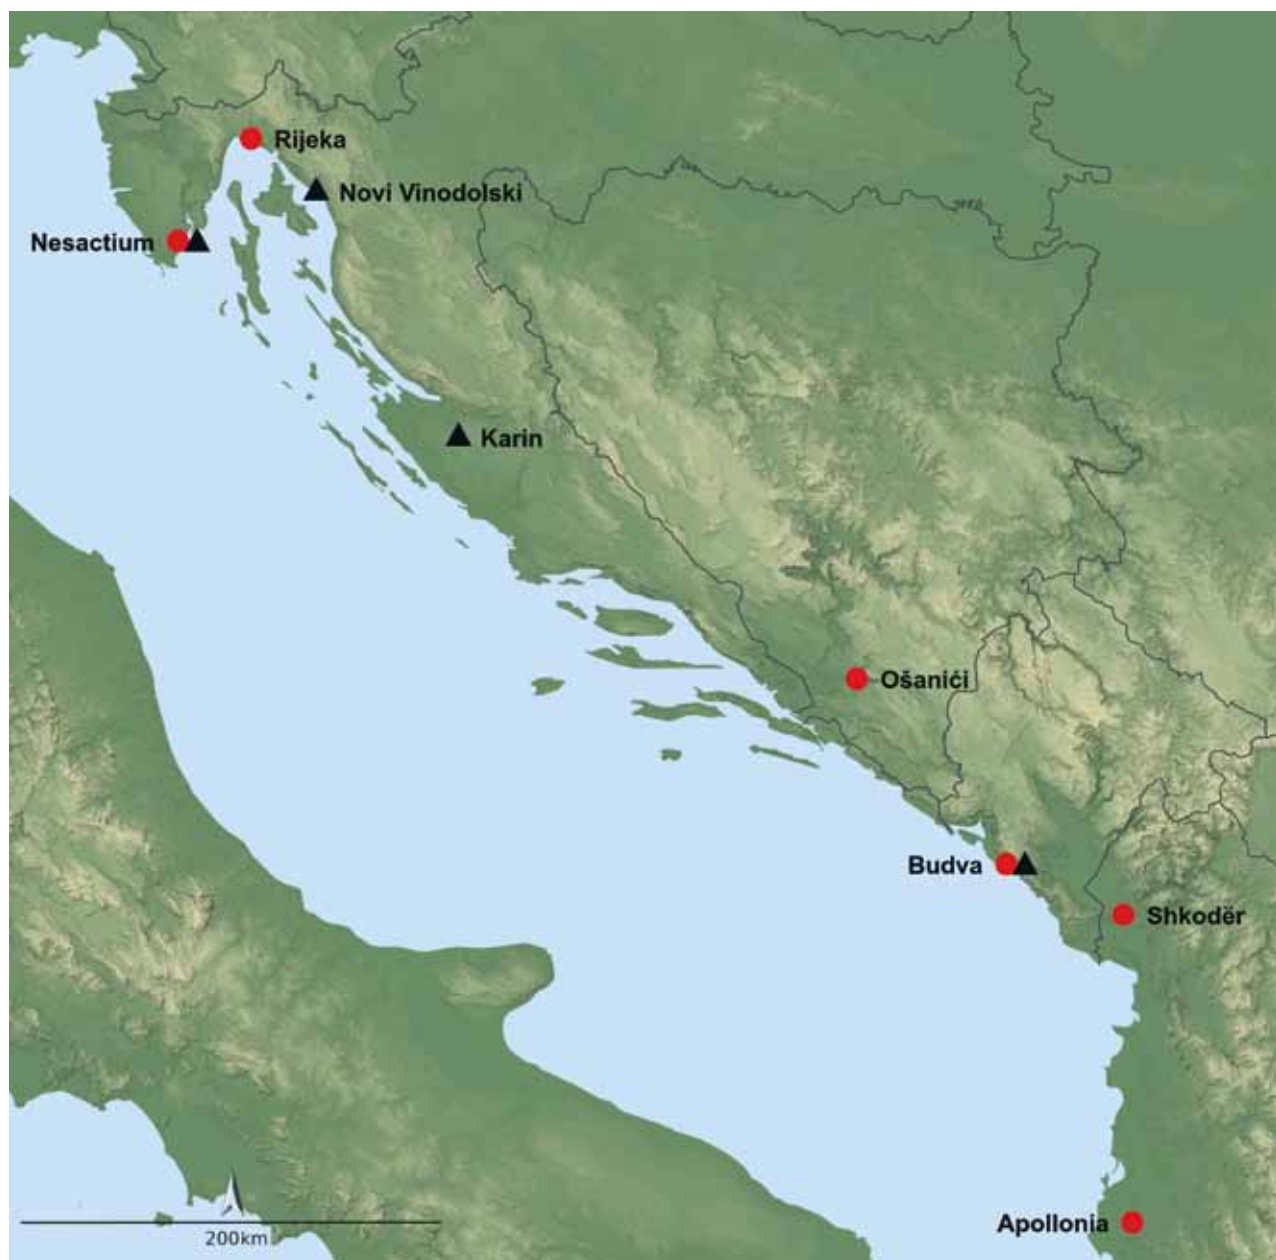 Rijeka
Novi Vinodolski
Nesactium
Karin
Ošanići
Budva
Shkodër
Apollonia
200km